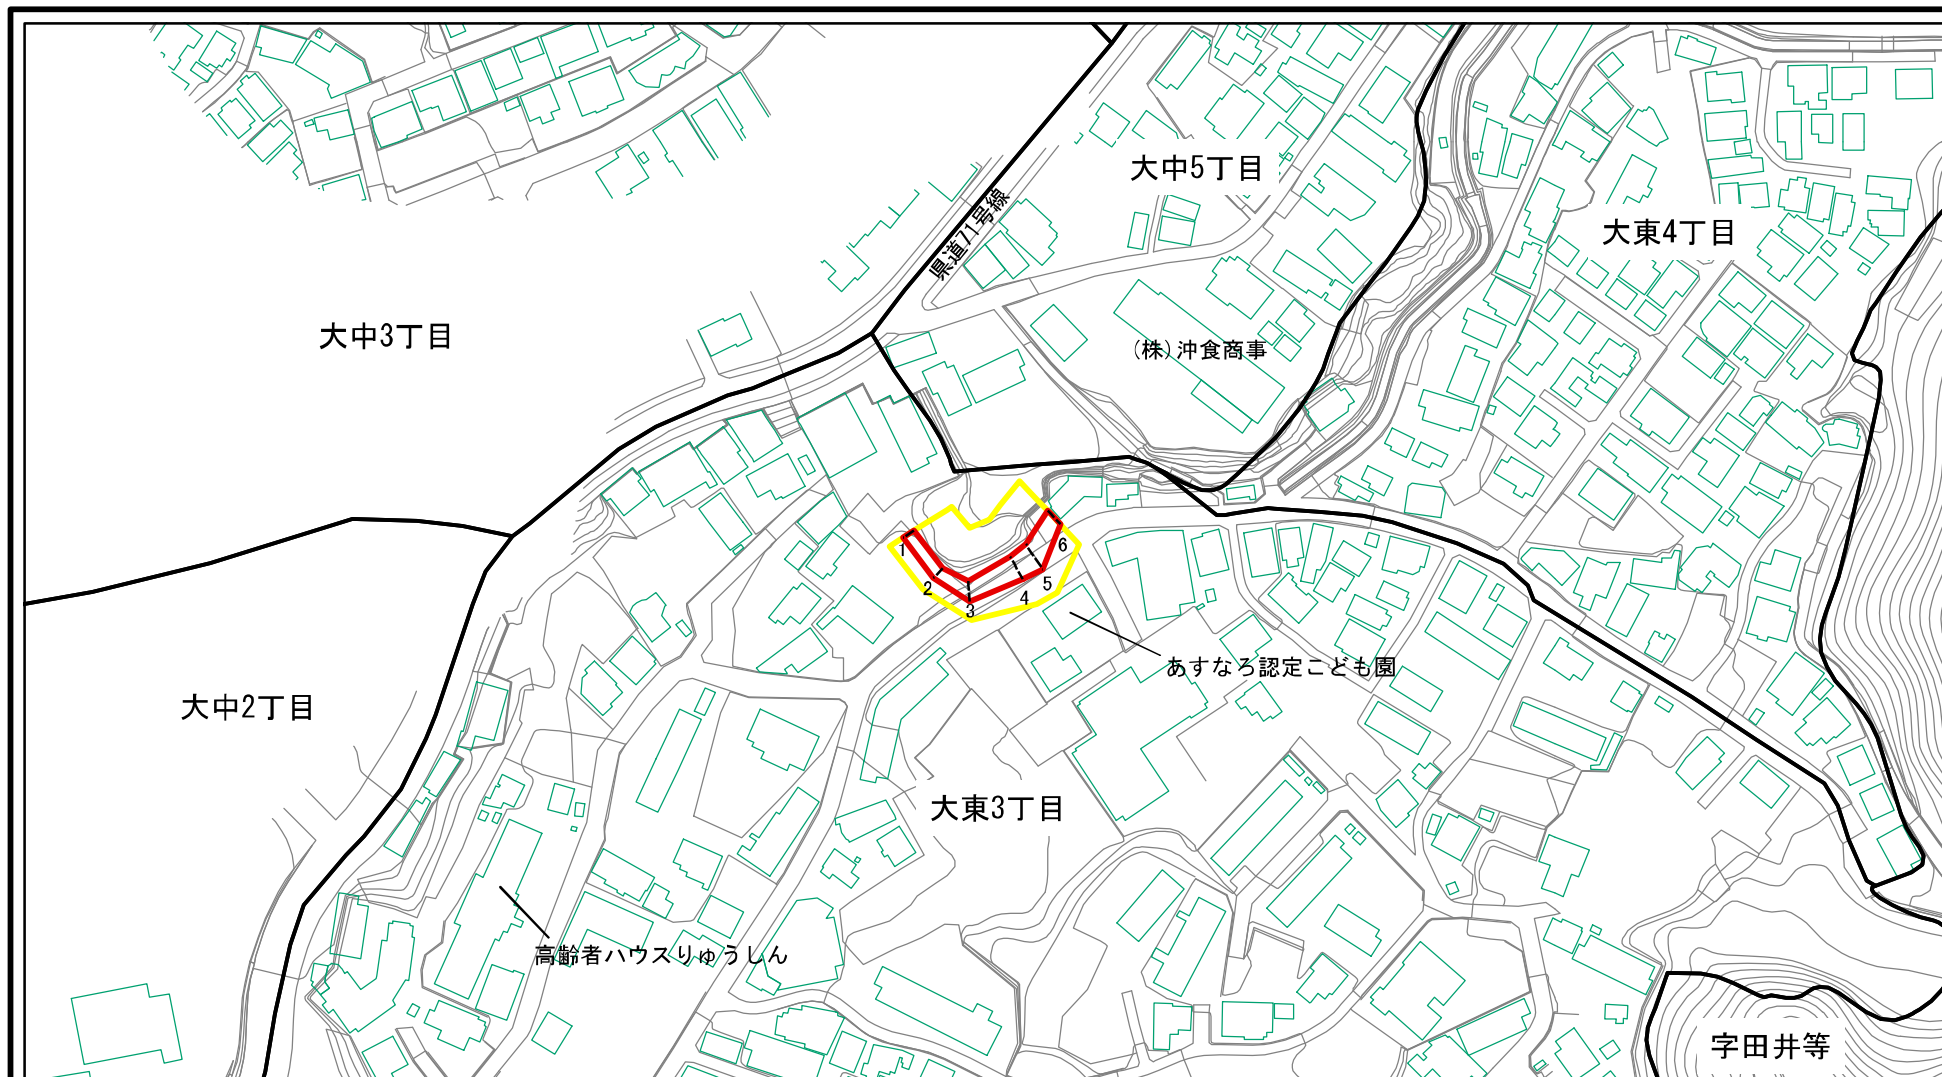 大中5丁目
県道71号線
大東4丁目
大中3丁目
(株)沖食商事
1
6
2
5
4
3
あすなろ認定こども園
大中2丁目
大東3丁目
高齢者ハウスりゅうしん
字田井等